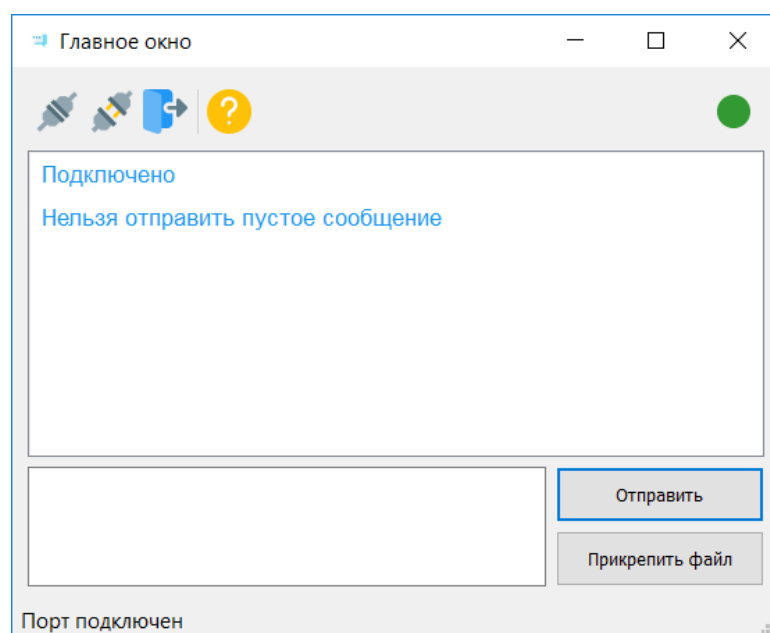 Главное окно
?
Подключено
Нельзя отправить пустое сообщение
Отправить
Прикрепить файл
Порт подключен